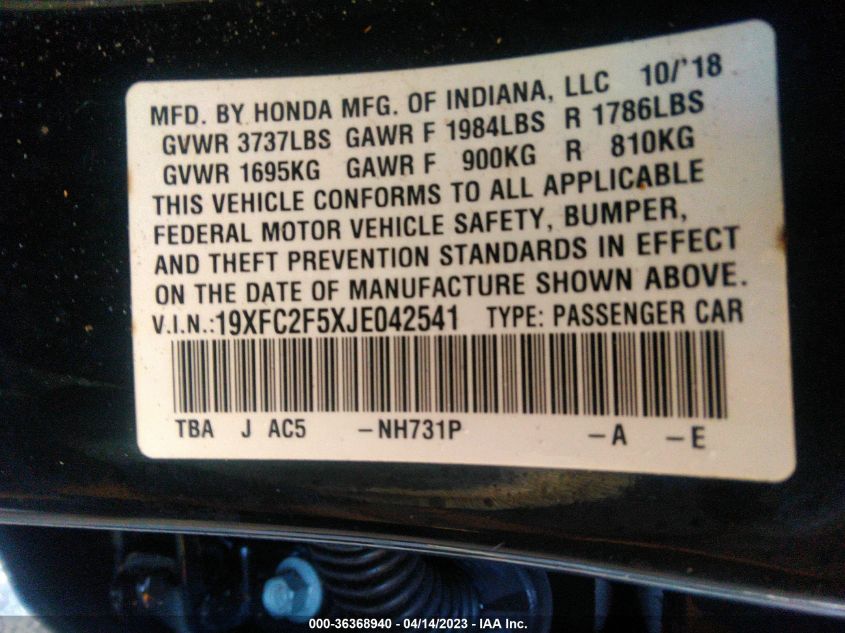 MFD. BY HONDA MFG. OF INDIANA, LLC 10/'18
GVWR 3737LBS GAWR F 1984LBS R 1786LBS
GVWR 1695KG GAWR F 900KG R 810KG
THIS VEHICLE CONFORMS TO ALL APPLICABLE
FEDERAL MOTOR VEHICLE SAFETY, BUMPER,
AND THEFT PREVENTION STANDARDS IN EFFECT
ON THE DATE OF MANUFACTURE SHOWN ABOVE.
V.I.N.:19XFC2F5XJE042541 TYPE: PASSENGER CAR
TBA J AC5 -NH731P -A -E
000-36368940 - 04/14/2023 - IAA Inc.